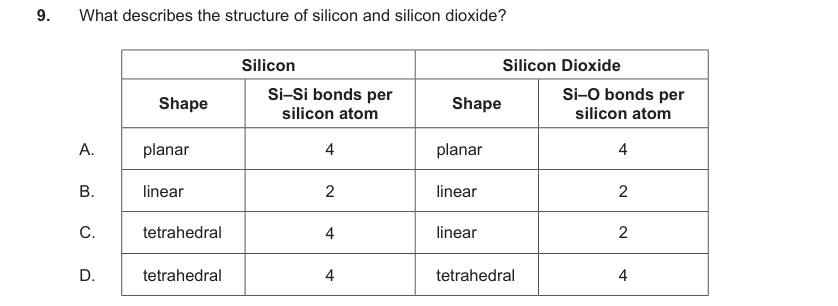 9. What describes the structure of silicon and silicon dioxide?
Silicon Silicon Dioxide
Shape Si–Si bonds per silicon atom Shape Si–O bonds per silicon atom
A. planar 4 planar 4
B. linear 2 linear 2
C. tetrahedral 4 linear 2
D. tetrahedral 4 tetrahedral 4